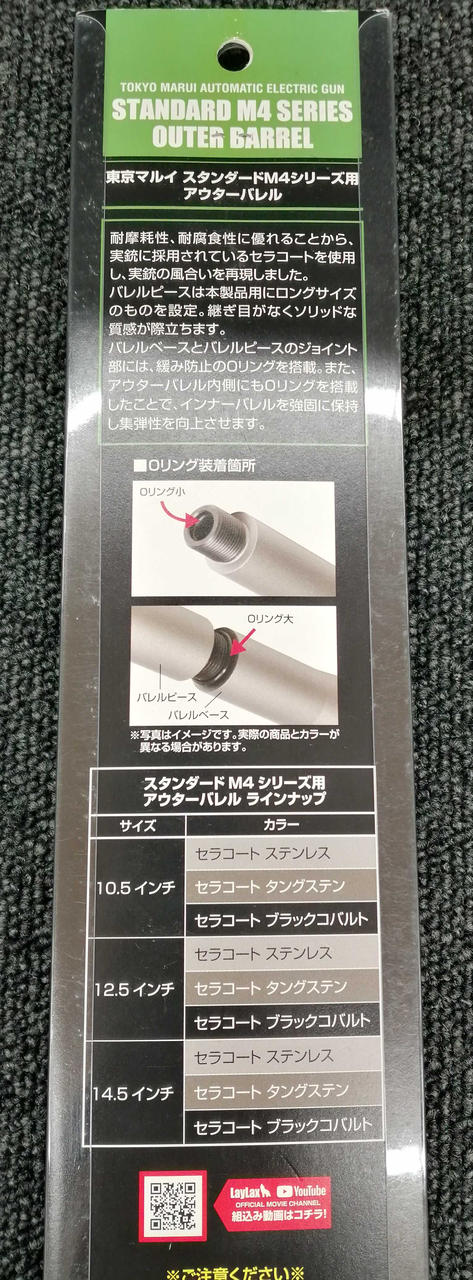 TOKYO MARUI AUTOMATIC ELECTRIC GUN
STANDARD M4 SERIES
OUTER BARREL
東京マルイ スタンダードM4シリーズ用
アウターバレル
耐摩耗性、耐腐食性に優れることから、
実銃に採用されているセラコートを使用
し、実銃の風合いを再現しました。
バレルピースは本製品用にロングサイズ
のものを設定。継ぎ目がなくソリッドな
質感が際立ちます。
バレルベースとバレルピースのジョイント
部には、緩み防止のOリングを搭載。また、
アウターバレル内側にもOリングを搭載
したことで、インナーバレルを強固に保持
し集弾性を向上させます。
■Oリング装着箇所
Oリング小
Oリング大
バレルピース
バレルベース
※写真はイメージです。実際の商品とカラーが
異なる場合があります。
スタンダード M4 シリーズ用
アウターバレル ラインナップ
サイズ カラー
10.5 インチ
セラコート ステンレス
セラコート タングステン
セラコート ブラックコバルト
12.5 インチ
セラコート ステンレス
セラコート タングステン
セラコート ブラックコバルト
14.5 インチ
セラコート ステンレス
セラコート タングステン
セラコート ブラックコバルト
LayLax YouTube
OFFICIAL MOVIE CHANNEL
組込み動画はコチラ!
※ご注意ください※